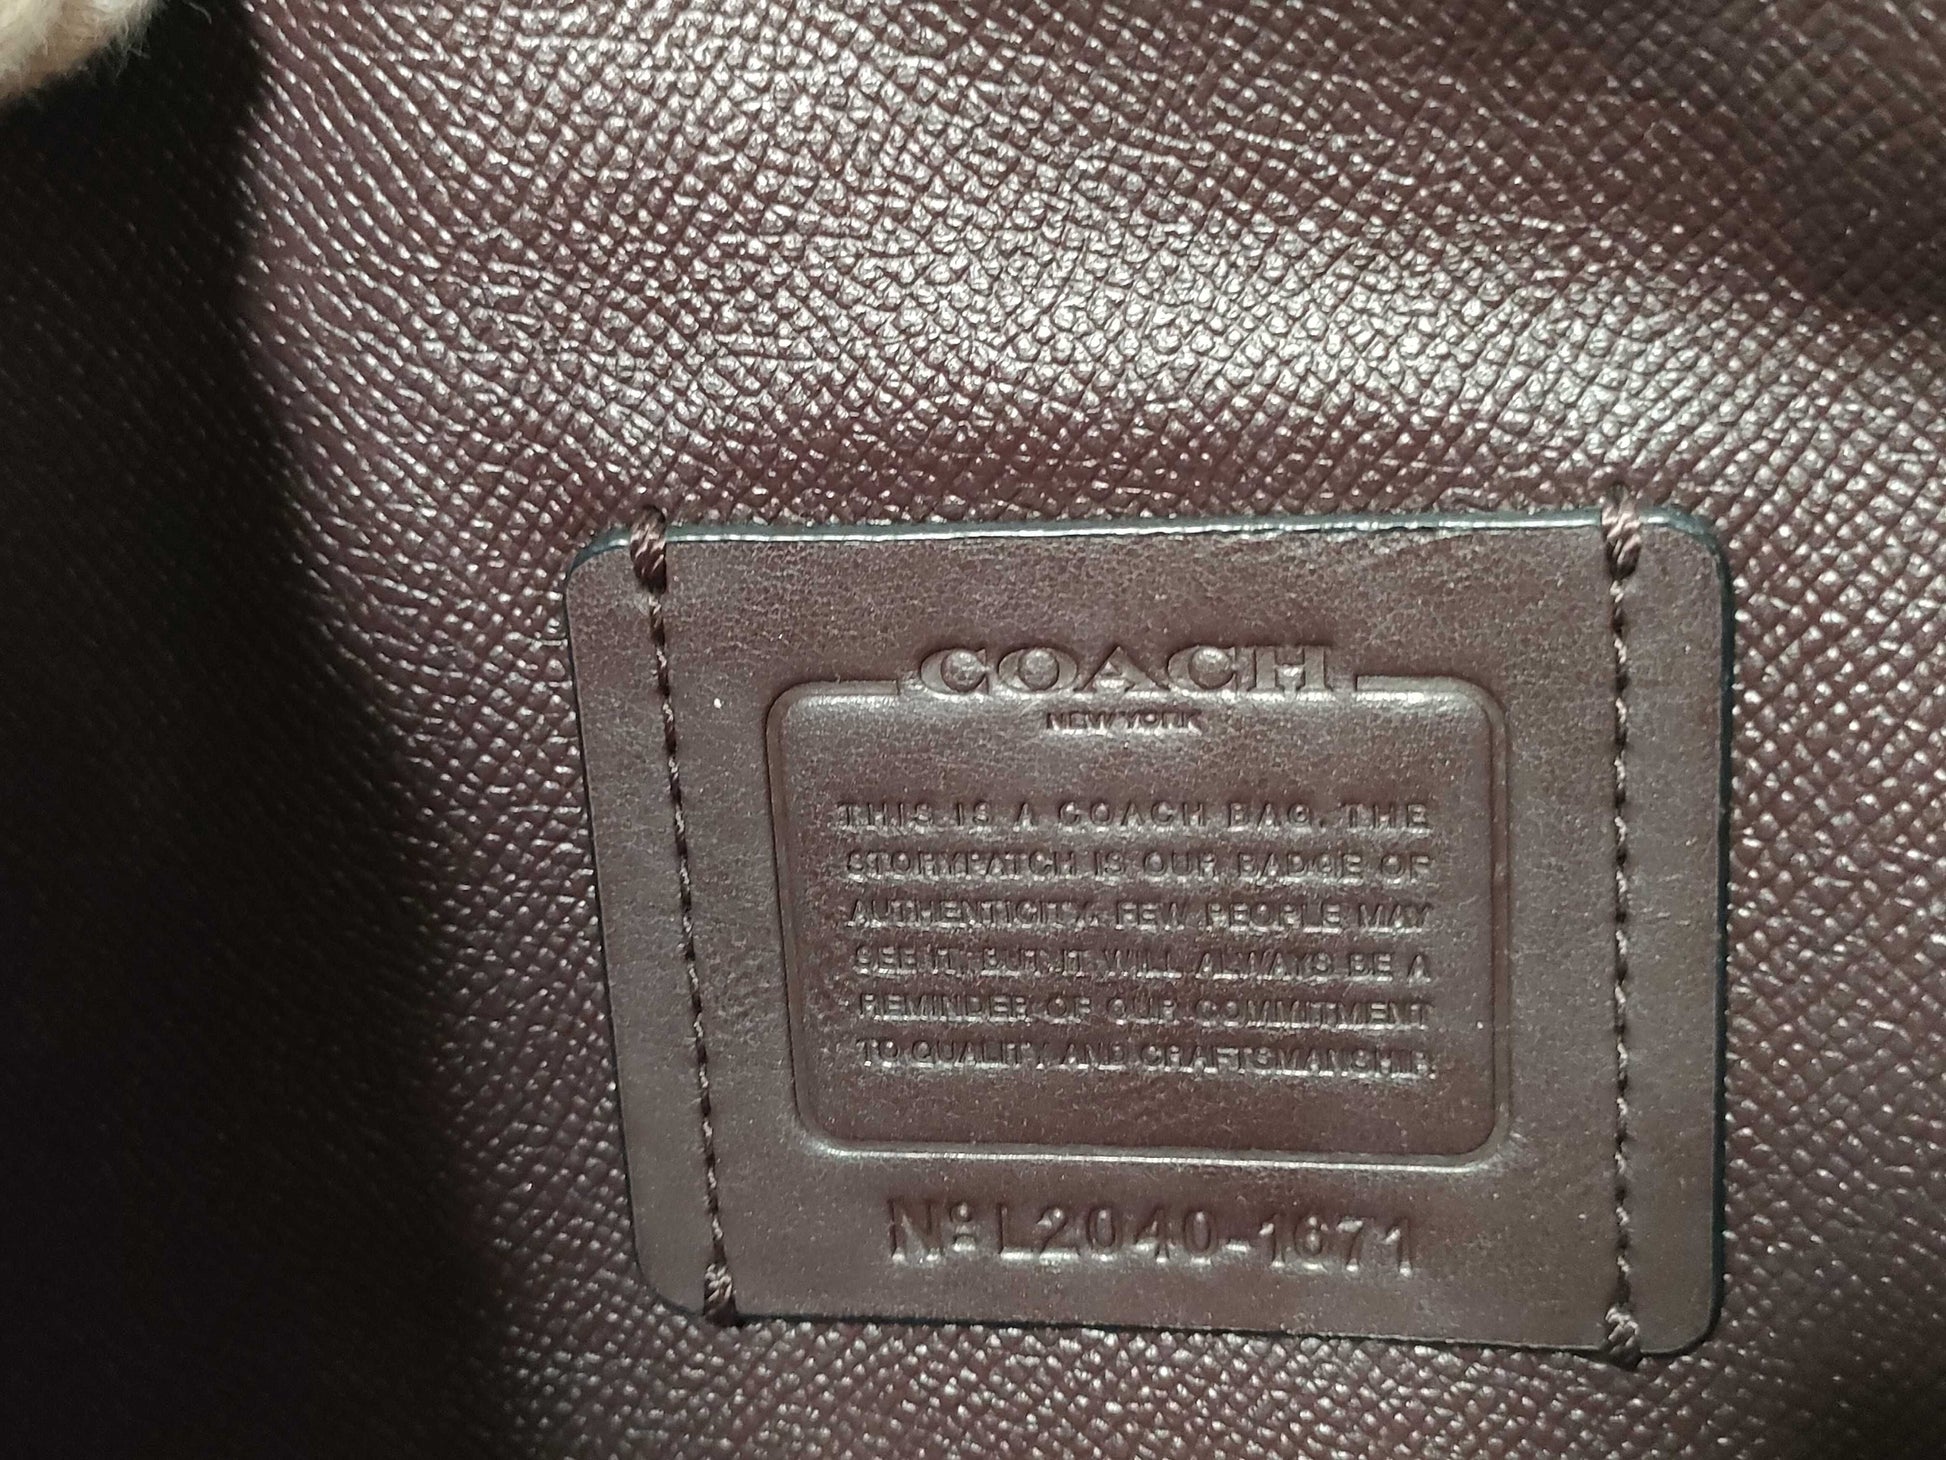 COACH
NEW YORK
THIS IS A COACH BAG. THE
STORYPATCH IS OUR BADGE OF
AUTHENTICITY. FEW PEOPLE MAY
SEE IT, BUT IT WILL ALWAYS BE A
REMINDER OF OUR COMMITMENT
TO QUALITY AND CRAFTSMANSHIP.
Nº L2040-1671